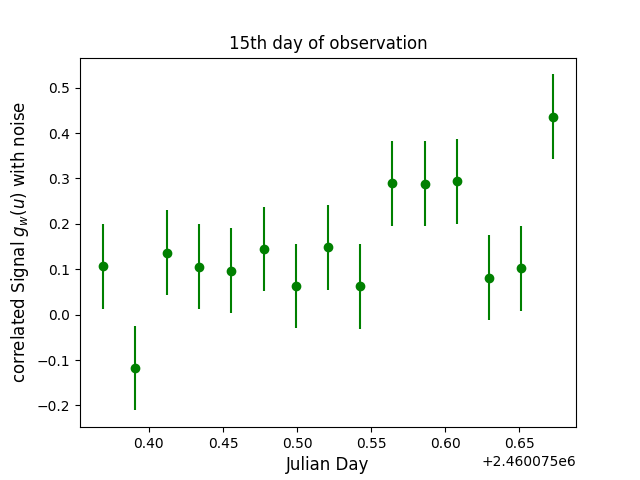 15th day of observation
correlated Signal g_w(u) with noise
0.5
0.4
0.3
0.2
0.1
0.0
−0.1
−0.2
0.40 0.45 0.50 0.55 0.60 0.65
+2.460075e6
Julian Day